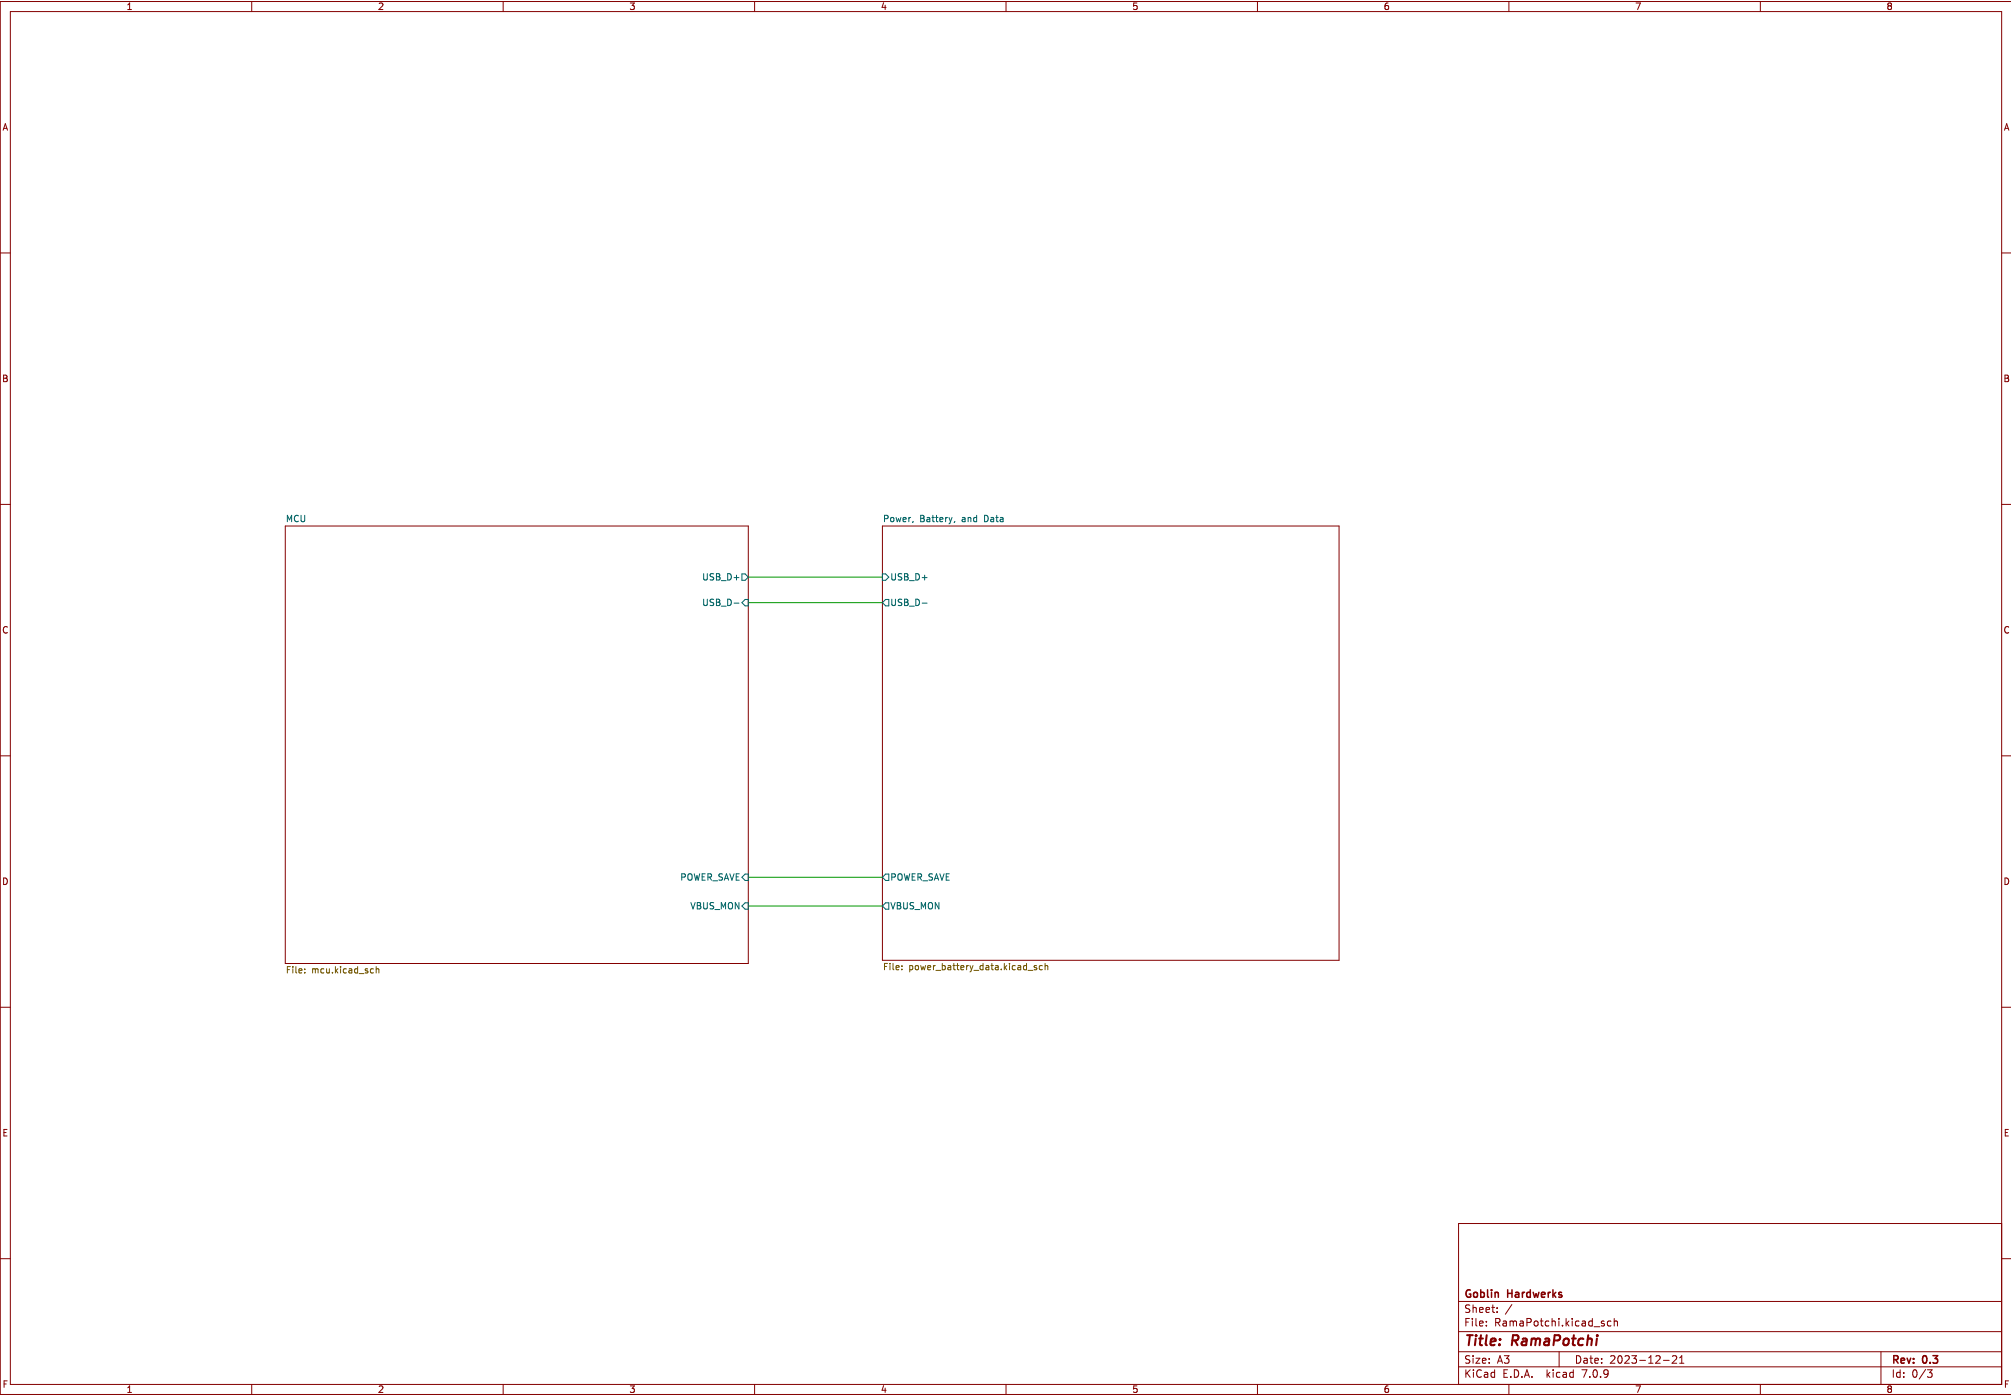 1 2 3 4 5 6 7 8
A A
B B
MCU
Power, Battery, and Data
USB_D+ USB_D+
USB_D- USB_D-
C C
POWER_SAVE POWER_SAVE
D D
VBUS_MON VBUS_MON
File: mcu.kicad_sch
File: power_battery_data.kicad_sch
E E
Goblin Hardwerks
Sheet: /
File: RamaPotchi.kicad_sch
Title: RamaPotchi
Size: A3 Date: 2023-12-21 Rev: 0.3
KiCad E.D.A. kicad 7.0.9 Id: 0/3
F F
1 2 3 4 5 6 7 8